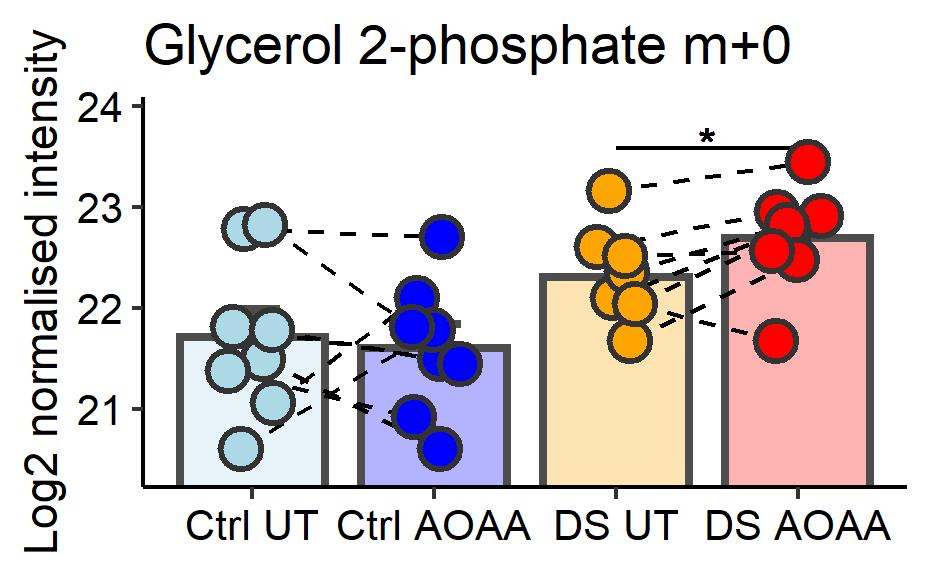 Glycerol 2-phosphate m+0
Log2 normalised intensity
24
23
22
21
*
Ctrl UT
Ctrl AOAA
DS UT
DS AOAA